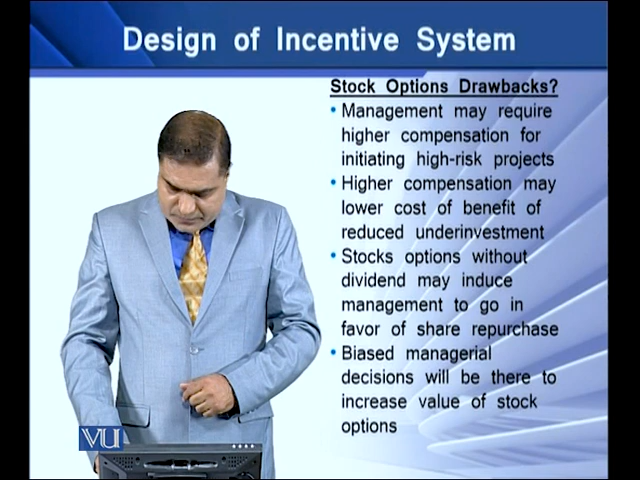 Design of Incentive System
Stock Options Drawbacks?
• Management may require
higher compensation for
initiating high-risk projects
• Higher compensation may
lower cost of benefit of
reduced underinvestment
• Stocks options without
dividend may induce
management to go in
favor of share repurchase
• Biased managerial
decisions will be there to
increase value of stock
options
VU